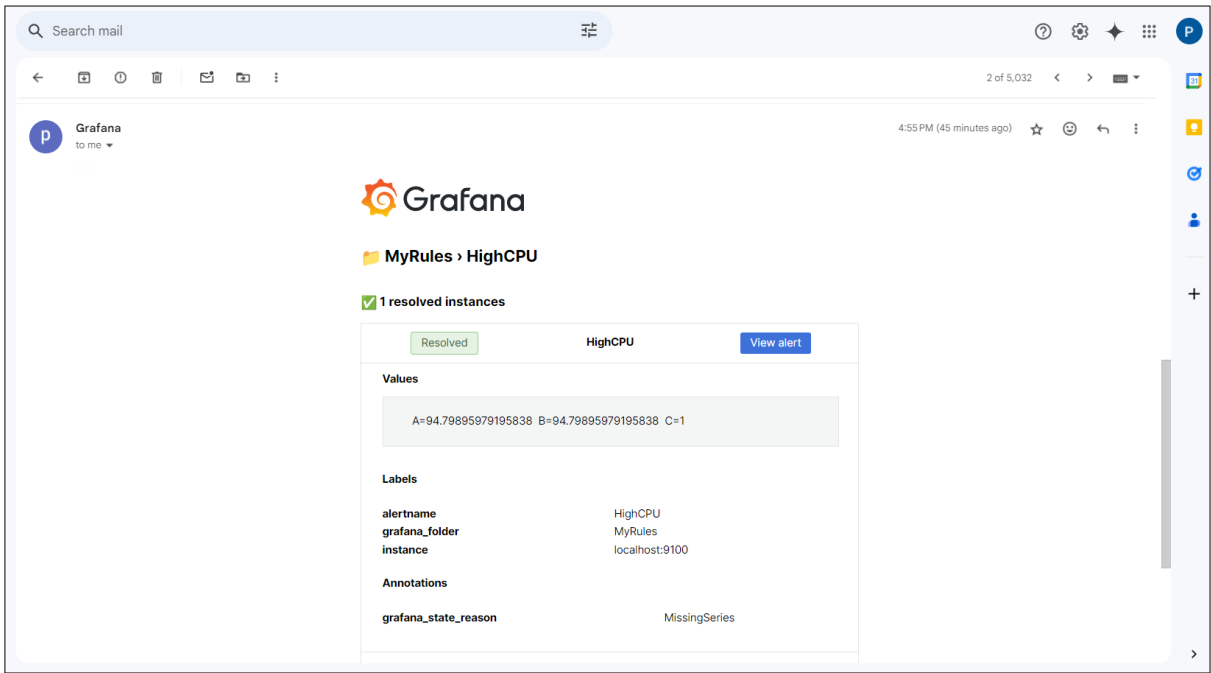 Search mail
P
2 of 5,032
31
p
Grafana
4:55 PM (45 minutes ago)
to me
Grafana
MyRules › HighCPU
1 resolved instances
Resolved HighCPU View alert
Values
A=94.79895979195838 B=94.79895979195838 C=1
Labels
alertname HighCPU
grafana_folder MyRules
instance localhost:9100
Annotations
grafana_state_reason MissingSeries